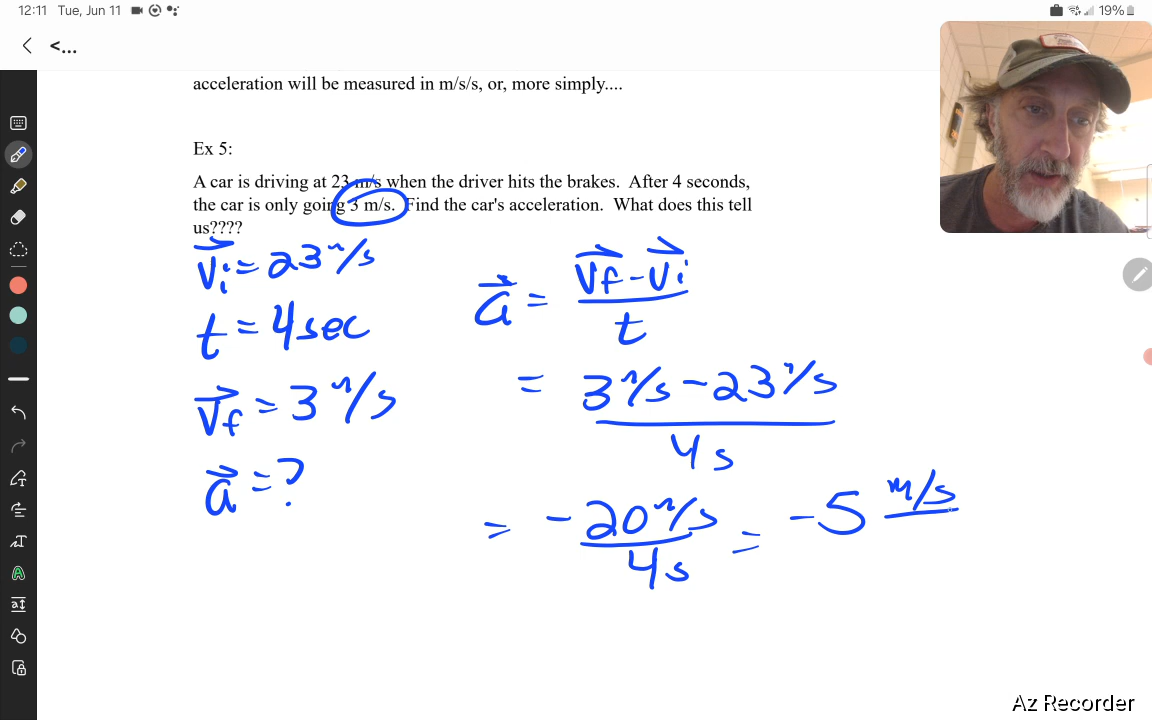 12:11 Tue, Jun 11 19%
<...
acceleration will be measured in m/s/s, or, more simply....
Ex 5:
A car is driving at 23 m/s when the driver hits the brakes. After 4 seconds,
the car is only going 3 m/s. Find the car's acceleration. What does this tell
us????
vi = 23 m/s
t = 4 sec
vf = 3 m/s
a = ?
a = vf - vi
t
= 3 m/s - 23 m/s
4 s
= -20 m/s = -5 m/s
4 s
Az Recorder